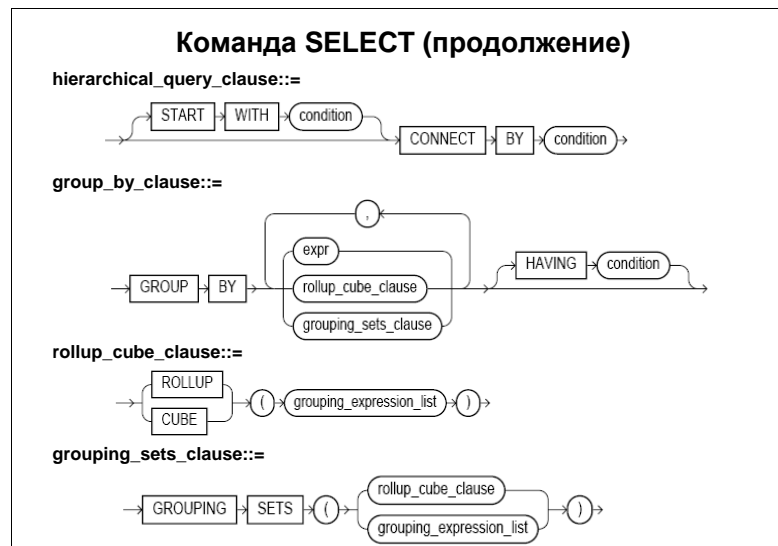 Команда SELECT (продолжение)
hierarchical_query_clause::=
START WITH condition
CONNECT BY condition
group_by_clause::=
,
expr
HAVING condition
GROUP BY rollup_cube_clause
grouping_sets_clause
rollup_cube_clause::=
ROLLUP
( grouping_expression_list )
CUBE
grouping_sets_clause::=
rollup_cube_clause
GROUPING SETS ( )
grouping_expression_list